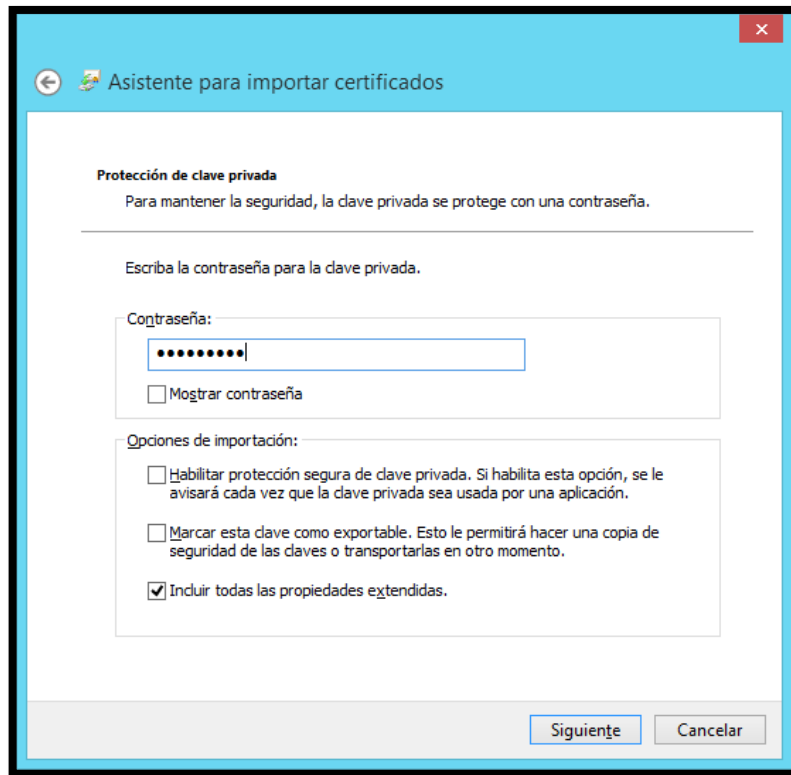 Asistente para importar certificados
Protección de clave privada
Para mantener la seguridad, la clave privada se protege con una contraseña.
Escriba la contraseña para la clave privada.
Contraseña:
•••••••••
Mostrar contraseña
Opciones de importación:
Habilitar protección segura de clave privada. Si habilita esta opción, se le
avisará cada vez que la clave privada sea usada por una aplicación.
Marcar esta clave como exportable. Esto le permitirá hacer una copia de
seguridad de las claves o transportarlas en otro momento.
Incluir todas las propiedades extendidas.
Siguiente
Cancelar